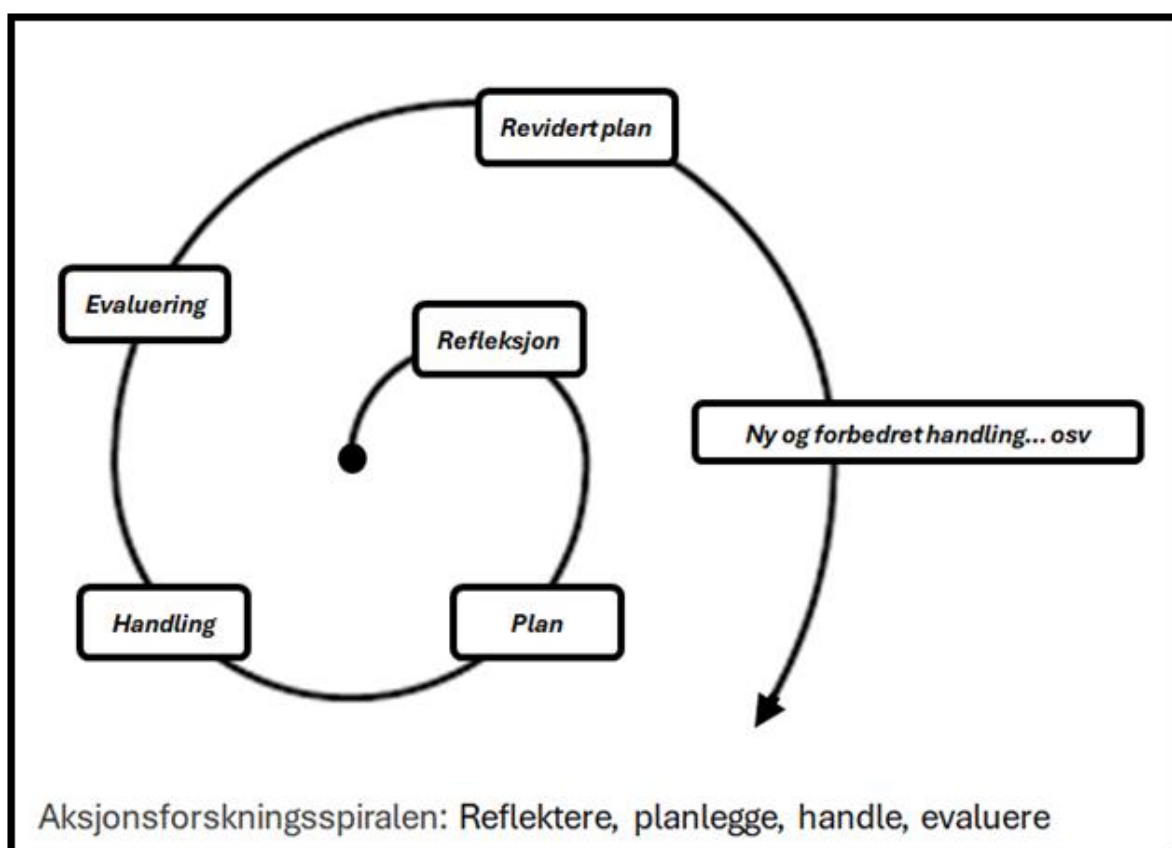 Revidert plan
Evaluering
Refleksjon
Ny og forbedret handling... osv
Handling
Plan
Aksjonsforskningsspiralen: Reflektere, planlegge, handle, evaluere